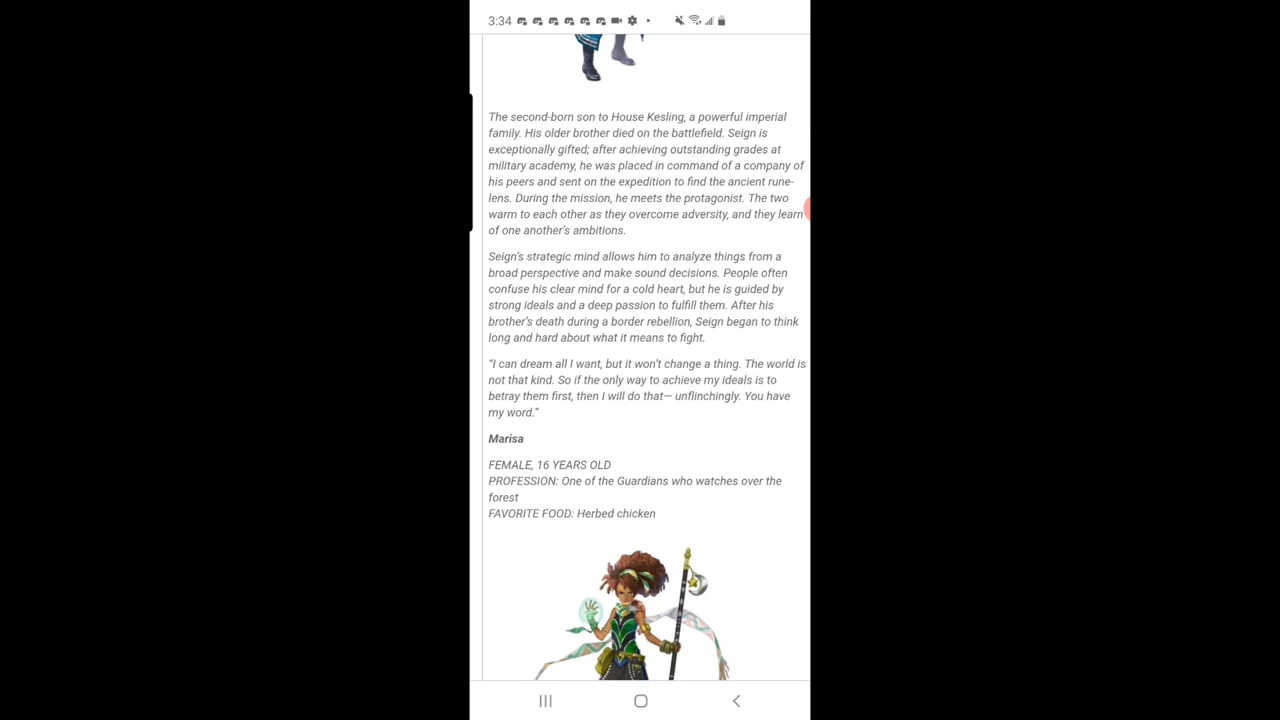 3:34
The second-born son to House Kesling, a powerful imperial
family. His older brother died on the battlefield. Seign is
exceptionally gifted; after achieving outstanding grades at
military academy, he was placed in command of a company of
his peers and sent on the expedition to find the ancient rune-
lens. During the mission, he meets the protagonist. The two
warm to each other as they overcome adversity, and they learn
of one another’s ambitions.
Seign’s strategic mind allows him to analyze things from a
broad perspective and make sound decisions. People often
confuse his clear mind for a cold heart, but he is guided by
strong ideals and a deep passion to fulfill them. After his
brother’s death during a border rebellion, Seign began to think
long and hard about what it means to fight.
“I can dream all I want, but it won’t change a thing. The world is
not that kind. So if the only way to achieve my ideals is to
betray them first, then I will do that— unflinchingly. You have
my word.”
Marisa
FEMALE, 16 YEARS OLD
PROFESSION: One of the Guardians who watches over the
forest
FAVORITE FOOD: Herbed chicken